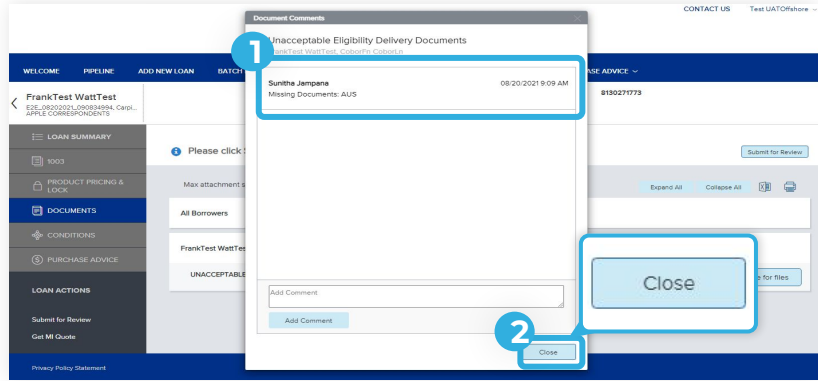 CONTACT US Test UATOffshore
Document Comments
Unacceptable Eligibility Delivery Documents
FrankTest WattTest, CoborFn CoborLn
1
WELCOME PIPELINE ADD NEW LOAN BATCH ASE ADVICE
Sunitha Jampana 08/20/2021 9:09 AM
Missing Documents: AUS
FrankTest WattTest
E2E_08202021_090834994, Carpi...
APPLE CORRESPONDENTS
8130271773
LOAN SUMMARY
1003
PRODUCT PRICING &
LOCK
DOCUMENTS
CONDITIONS
PURCHASE ADVICE
LOAN ACTIONS
Submit for Review
Get MI Quote
Please click
Submit for Review
Max attachment s
Expand All Collapse All
All Borrowers
FrankTest WattTes
UNACCEPTABLE
e for files
Add Comment
Add Comment
2
Close
Close
Privacy Policy Statement